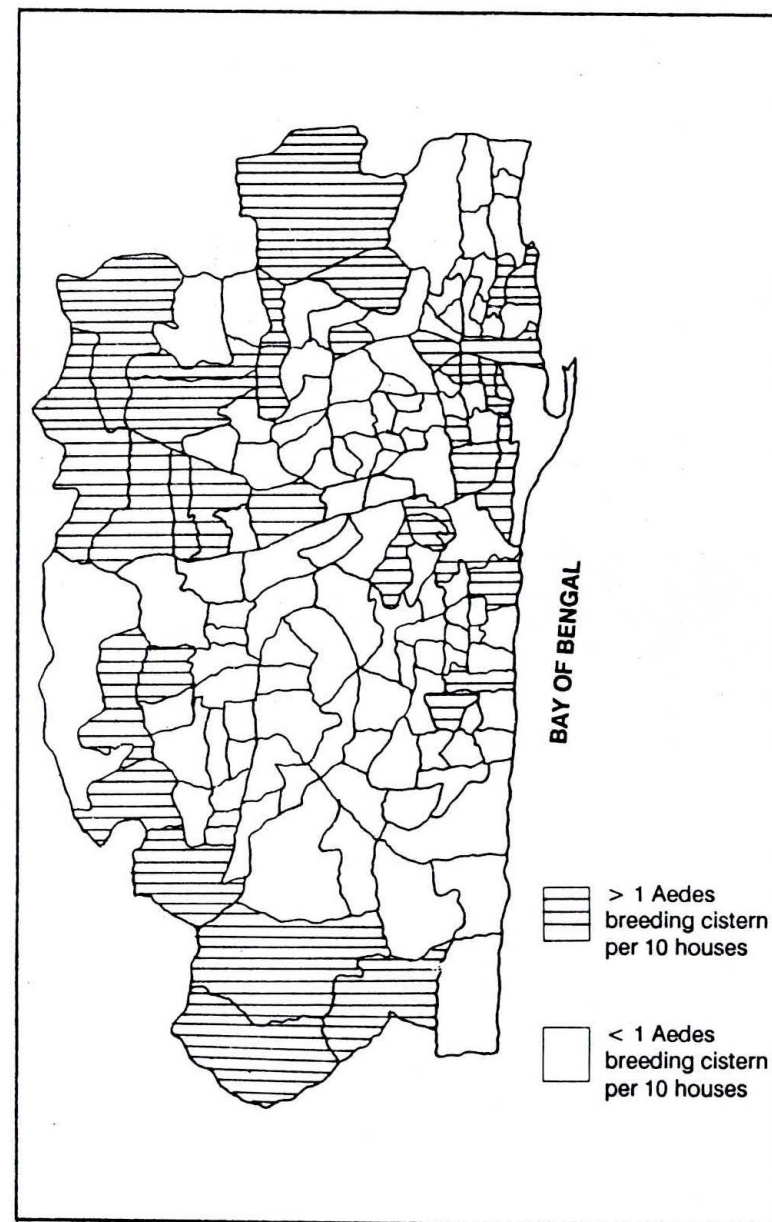 BAY OF BENGAL
> 1 Aedes
breeding cistern
per 10 houses
< 1 Aedes
breeding cistern
per 10 houses